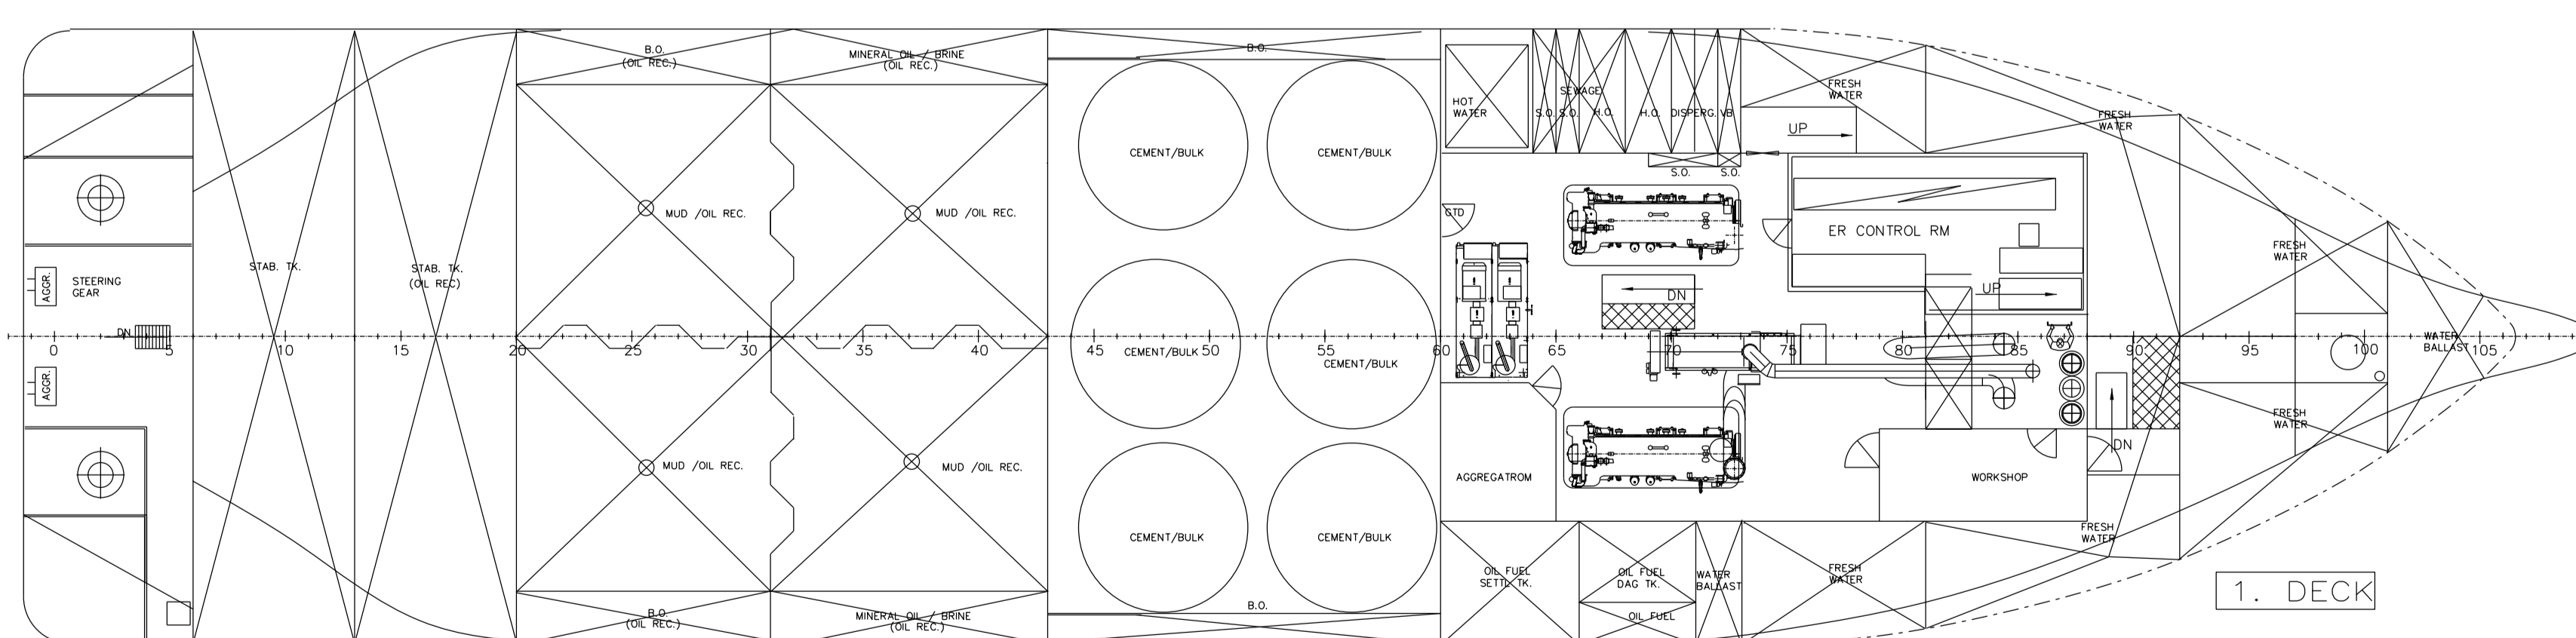 B.O.
(OIL REC.)
MINERAL OIL / BRINE
(OIL REC.)
B.O.
HOT
WATER
SEWAGE
S.O.
S.O.
H.O.
H.O.
DISPERG.
VB
FRESH
WATER
FRESH
WATER
UP
CEMENT/BULK
CEMENT/BULK
S.O.
S.O.
MUD /OIL REC.
MUD /OIL REC.
CTD
ER CONTROL RM
FRESH
WATER
STAB. TK.
STAB. TK.
(OIL REC)
AGGR.
STEERING
GEAR
DN
UP
DN
0
5
10
15
20
25
30
35
40
45
50
55
60
65
70
75
80
85
90
95
100
105
WATER
BALLAST
CEMENT/BULK
CEMENT/BULK
AGGR.
FRESH
WATER
DN
MUD /OIL REC.
MUD /OIL REC.
AGGREGATROM
WORKSHOP
CEMENT/BULK
CEMENT/BULK
FRESH
WATER
OIL FUEL
SETTL TK.
OIL FUEL
DAG TK.
WATER
BALLAST
FRESH
WATER
1. DECK
B.O.
B.O.
(OIL REC.)
MINERAL OIL / BRINE
(OIL REC.)
OIL FUEL